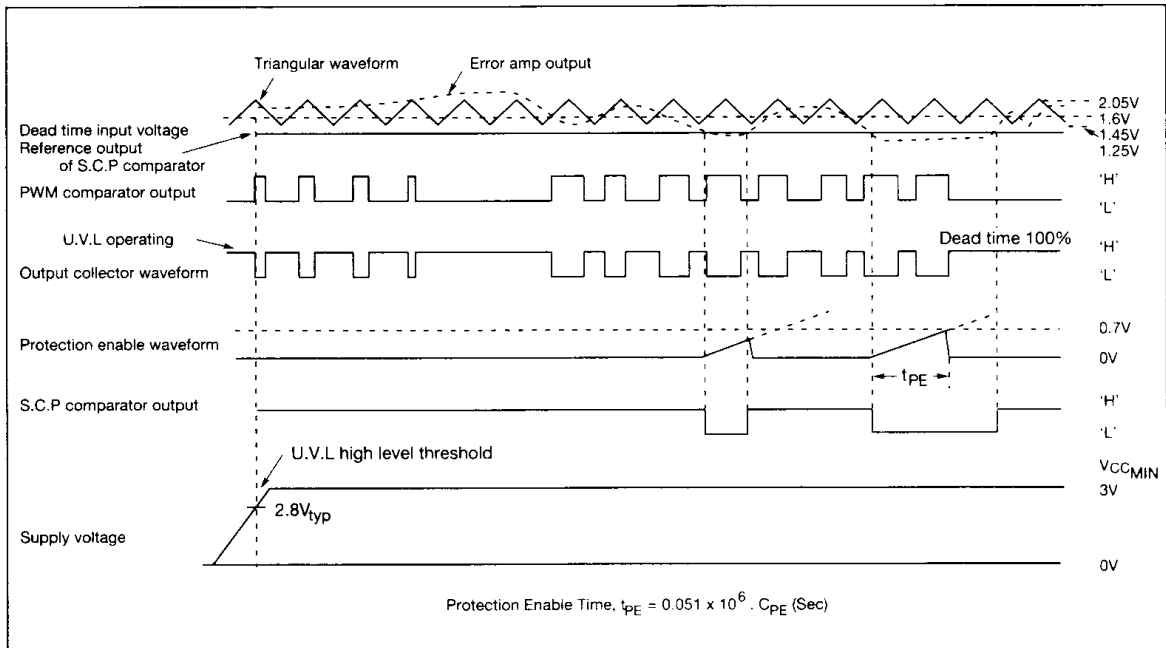 Triangular waveform
Error amp output
2.05V
1.6V
1.45V
1.25V
Dead time input voltage
Reference output
of S.C.P comparator
PWM comparator output
'H'
'L'
U.V.L operating
Dead time 100%
'H'
Output collector waveform
'L'
0.7V
Protection enable waveform
0V
tPE
S.C.P comparator output
'H'
'L'
U.V.L high level threshold
VCCMIN
3V
2.8Vtyp
Supply voltage
0V
Protection Enable Time, tPE = 0.051 x 10⁶ . CPE (Sec)